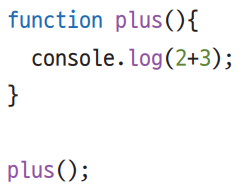 function plus(){
  console.log(2+3);
}

plus();